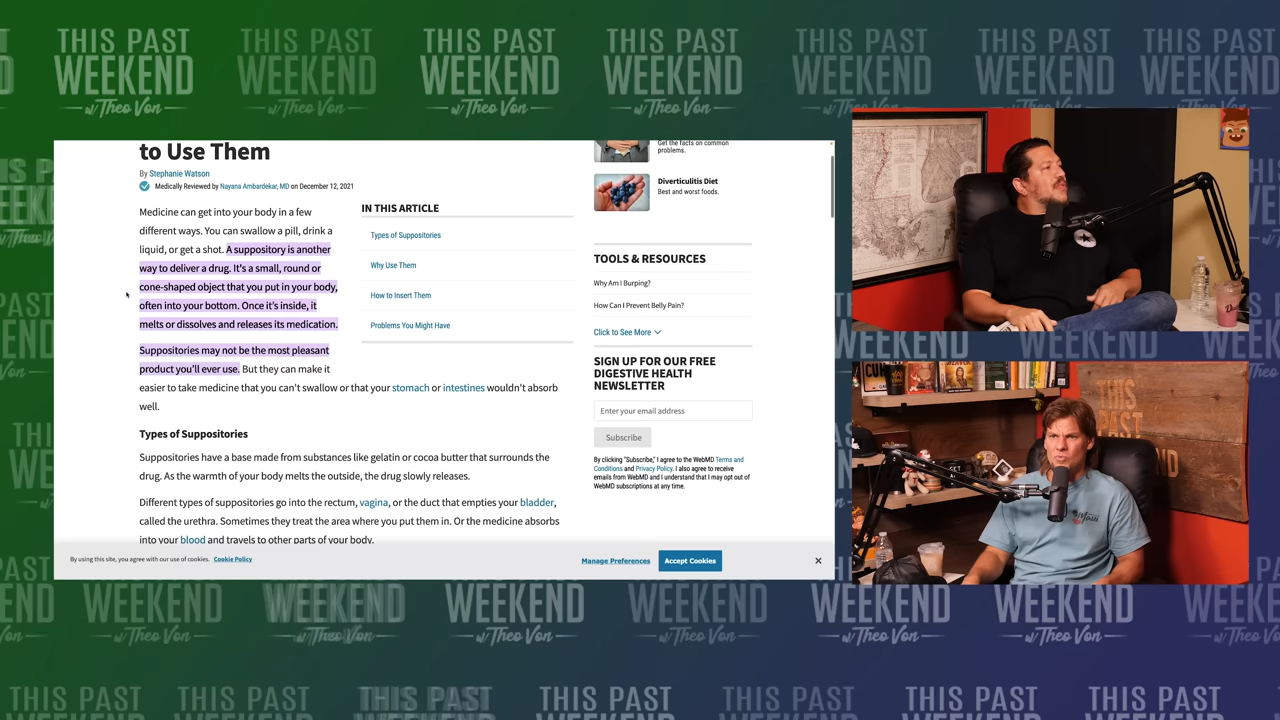 THIS PAST WEEKEND
w/ Theo Von
to Use Them
By Stephanie Watson
Medically Reviewed by Nayana Ambardekar, MD on December 12, 2021
Medicine can get into your body in a few
different ways. You can swallow a pill, drink a
liquid, or get a shot. A suppository is another
way to deliver a drug. It's a small, round or
cone-shaped object that you put in your body,
often into your bottom. Once it's inside, it
melts or dissolves and releases its medication.
Suppositories may not be the most pleasant
product you'll ever use. But they can make it
easier to take medicine that you can't swallow or that your stomach or intestines wouldn't absorb
well.
IN THIS ARTICLE
Types of Suppositories
Why Use Them
How to Insert Them
Problems You Might Have
Types of Suppositories
Suppositories have a base made from substances like gelatin or cocoa butter that surrounds the
drug. As the warmth of your body melts the outside, the drug slowly releases.
Different types of suppositories go into the rectum, vagina, or the duct that empties your bladder,
called the urethra. Sometimes they treat the area where you put them in. Or the medicine absorbs
into your blood and travels to other parts of your body.
Get the facts on common
problems.
Diverticulitis Diet
Best and worst foods.
TOOLS & RESOURCES
Why Am I Burping?
How Can I Prevent Belly Pain?
Click to See More
SIGN UP FOR OUR FREE
DIGESTIVE HEALTH
NEWSLETTER
Enter your email address
Subscribe
By clicking "Subscribe," I agree to the WebMD Terms and
Conditions and Privacy Policy. I also agree to receive
emails from WebMD and I understand that I may opt out of
WebMD subscriptions at any time.
By using this site, you agree with our use of cookies. Cookie Policy
Manage Preferences
Accept Cookies
THIS
PAST